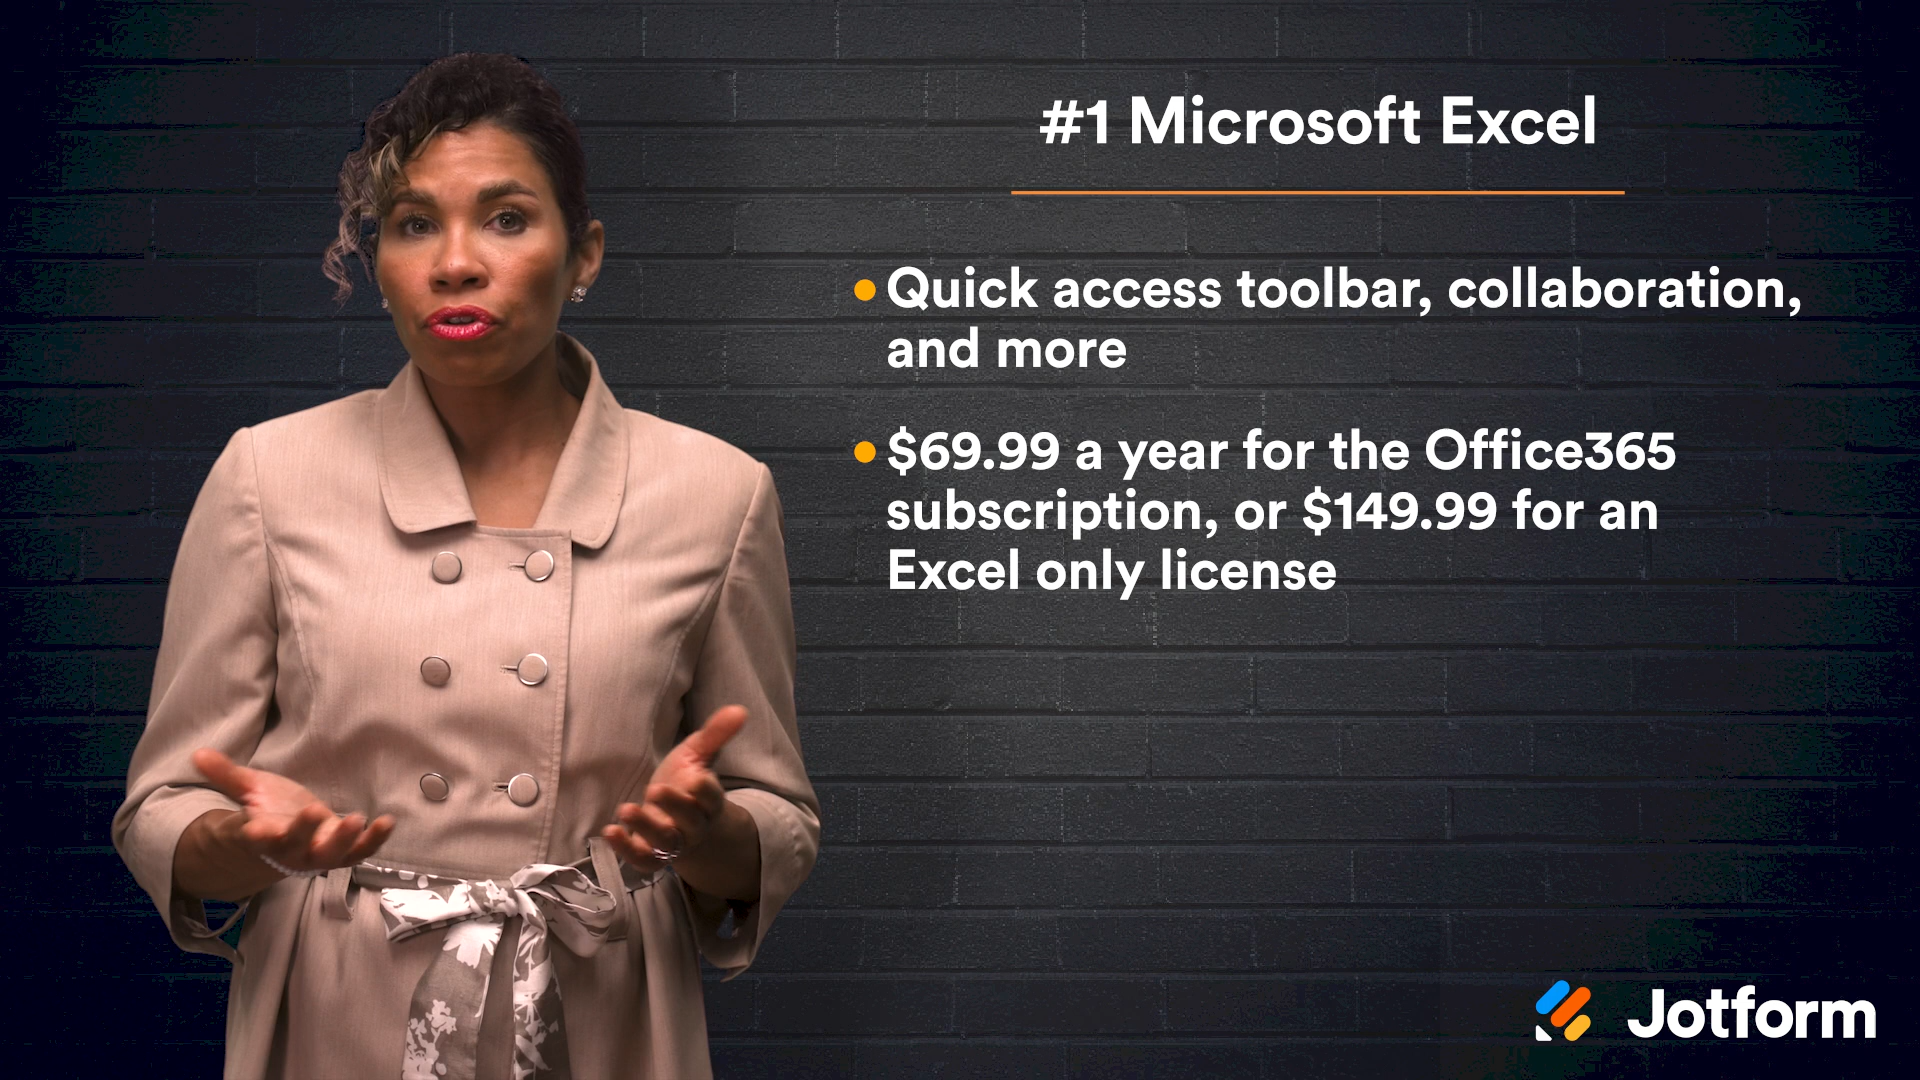 #1 Microsoft Excel
Quick access toolbar, collaboration,
and more
$69.99 a year for the Office365
subscription, or $149.99 for an
Excel only license
Jotform